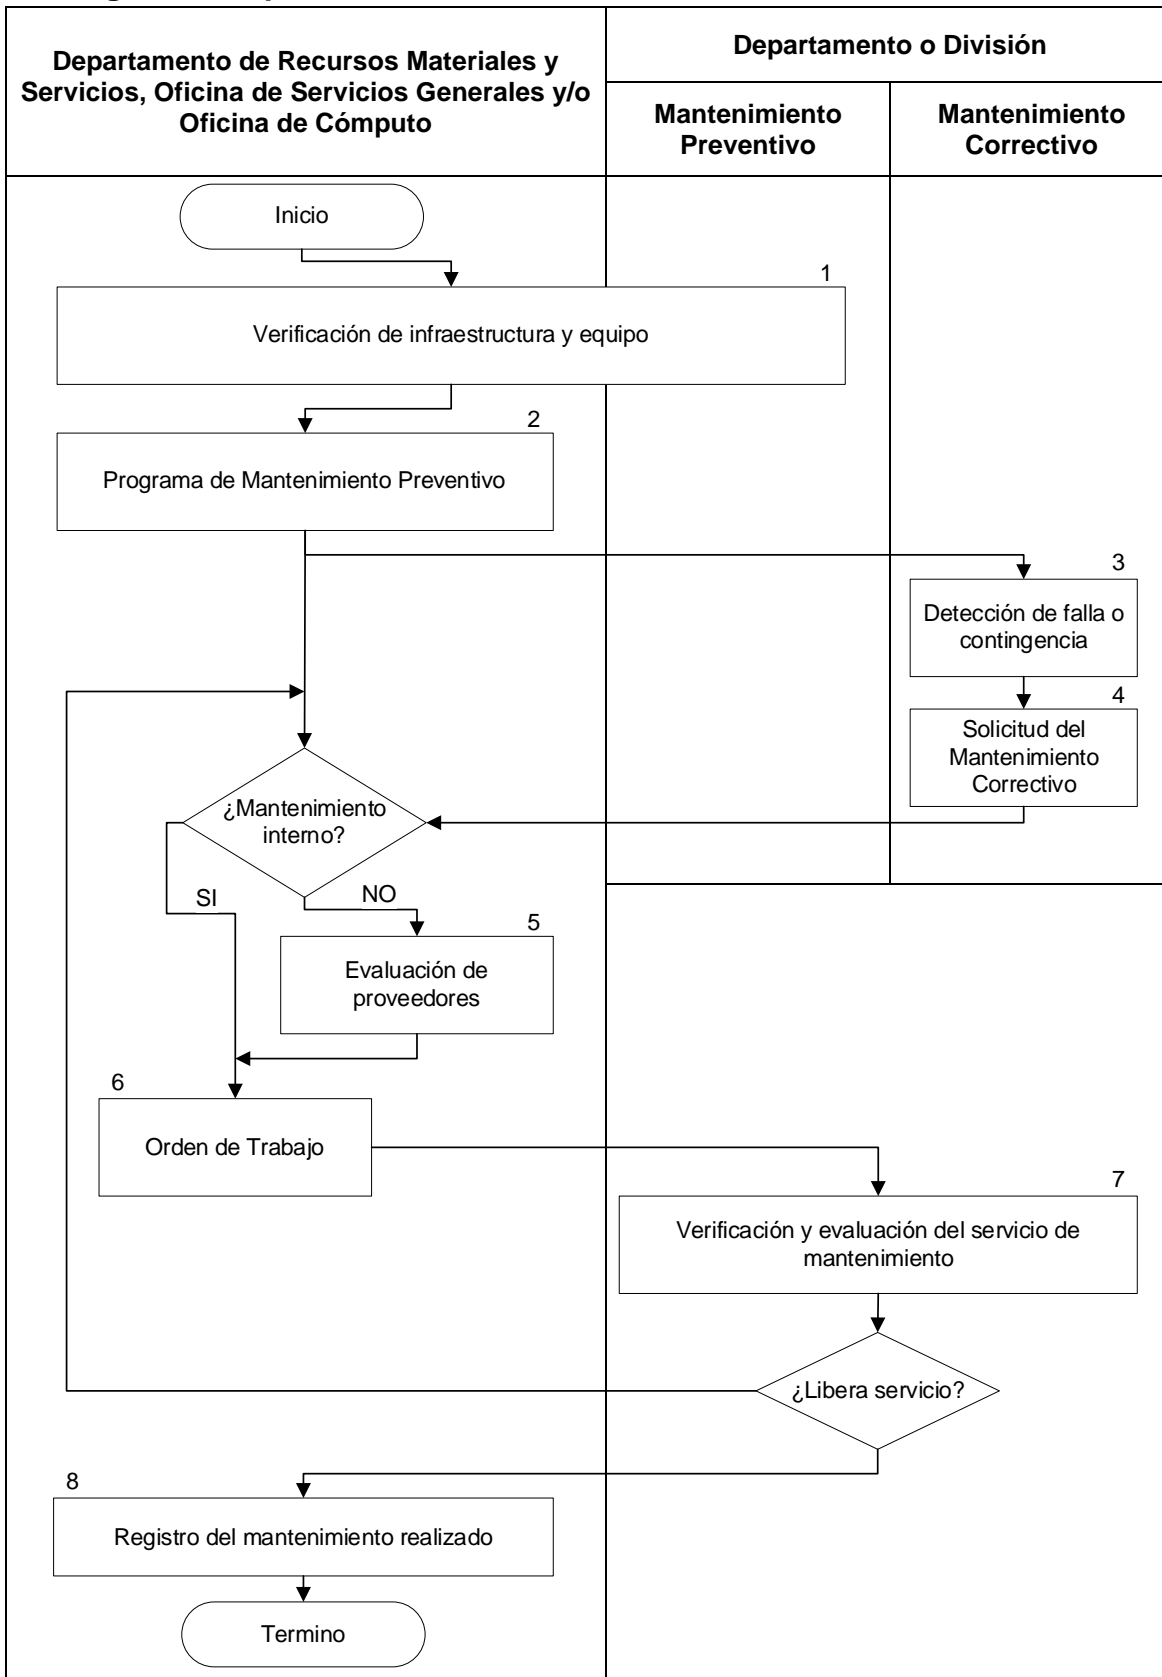 Departamento de Recursos Materiales y
Servicios, Oficina de Servicios Generales y/o
Oficina de Cómputo
Departamento o División
Mantenimiento
Preventivo
Mantenimiento
Correctivo
Inicio
1
Verificación de infraestructura y equipo
2
Programa de Mantenimiento Preventivo
3
Detección de falla o
contingencia
4
Solicitud del
Mantenimiento
Correctivo
¿Mantenimiento
interno?
SI
NO
5
Evaluación de
proveedores
6
Orden de Trabajo
7
Verificación y evaluación del servicio de
mantenimiento
¿Libera servicio?
8
Registro del mantenimiento realizado
Termino